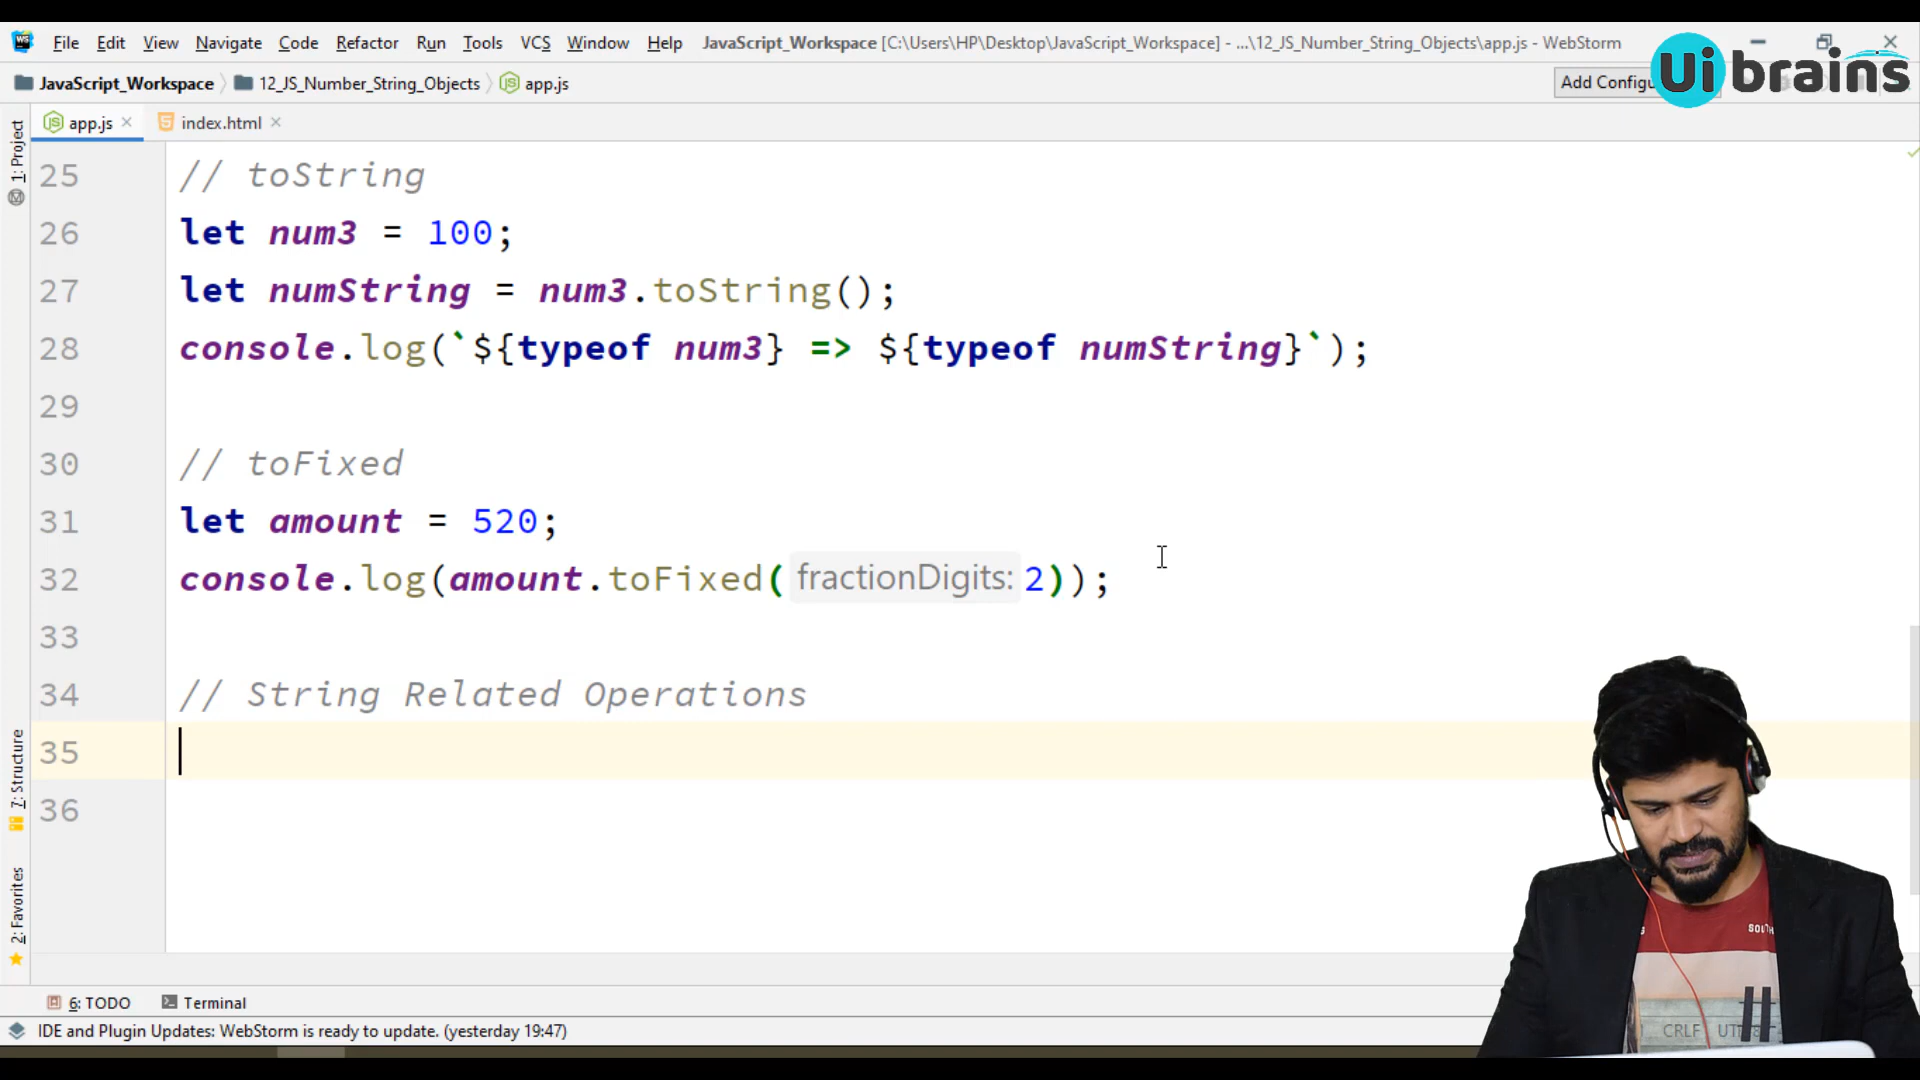 File Edit View Navigate Code Refactor Run Tools VCS Window Help JavaScript_Workspace [C:\Users\HP\Desktop\JavaScript_Workspace] - ...\12_JS_Number_String_Objects\app.js - WebStorm
JavaScript_Workspace 12_JS_Number_String_Objects app.js Add Configu
Ui brains
app.js index.html
1: Project
25 // toString
26 let num3 = 100;
27 let numString = num3.toString();
28 console.log(`${typeof num3} => ${typeof numString}`);
29
30 // toFixed
31 let amount = 520;
32 console.log(amount.toFixed( fractionDigits: 2));
33
34 // String Related Operations
35
36
7: Structure
2: Favorites
6: TODO Terminal
IDE and Plugin Updates: WebStorm is ready to update. (yesterday 19:47)
CRLF